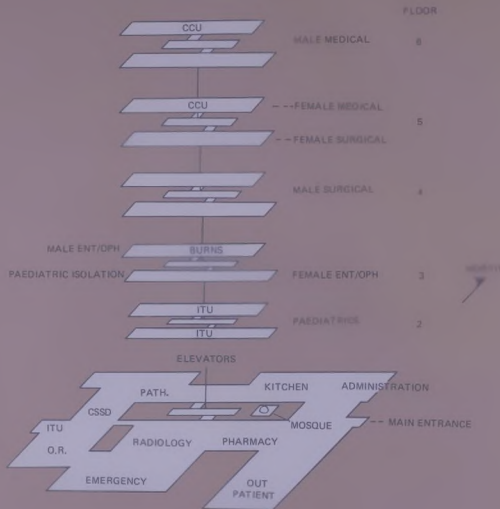 FLOOR
CCU
MALE MEDICAL 6
CCU FEMALE MEDICAL
5
FEMALE SURGICAL
MALE SURGICAL 4
MALE ENT/OPH BURNS
PAEDIATRIC ISOLATION FEMALE ENT/OPH 3
ITU
PAEDIATRICS 2
ITU
ELEVATORS
PATH. KITCHEN ADMINISTRATION
CSSD
ITU MOSQUE MAIN ENTRANCE
O.R. RADIOLOGY PHARMACY
EMERGENCY
OUT
PATIENT